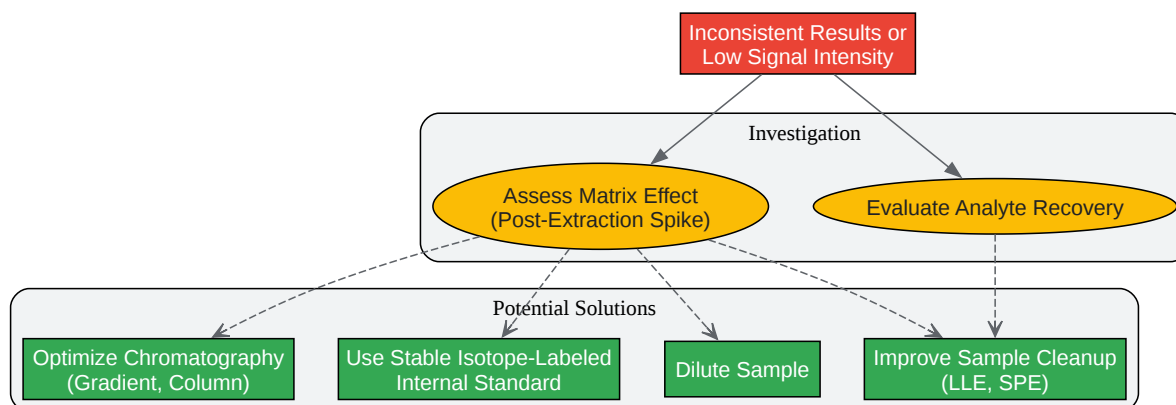 Inconsistent Results or
Low Signal Intensity
Investigation
Assess Matrix Effect
(Post-Extraction Spike)
Evaluate Analyte Recovery
Potential Solutions
Optimize Chromatography
(Gradient, Column)
Use Stable Isotope-Labeled
Internal Standard
Dilute Sample
Improve Sample Cleanup
(LLE, SPE)